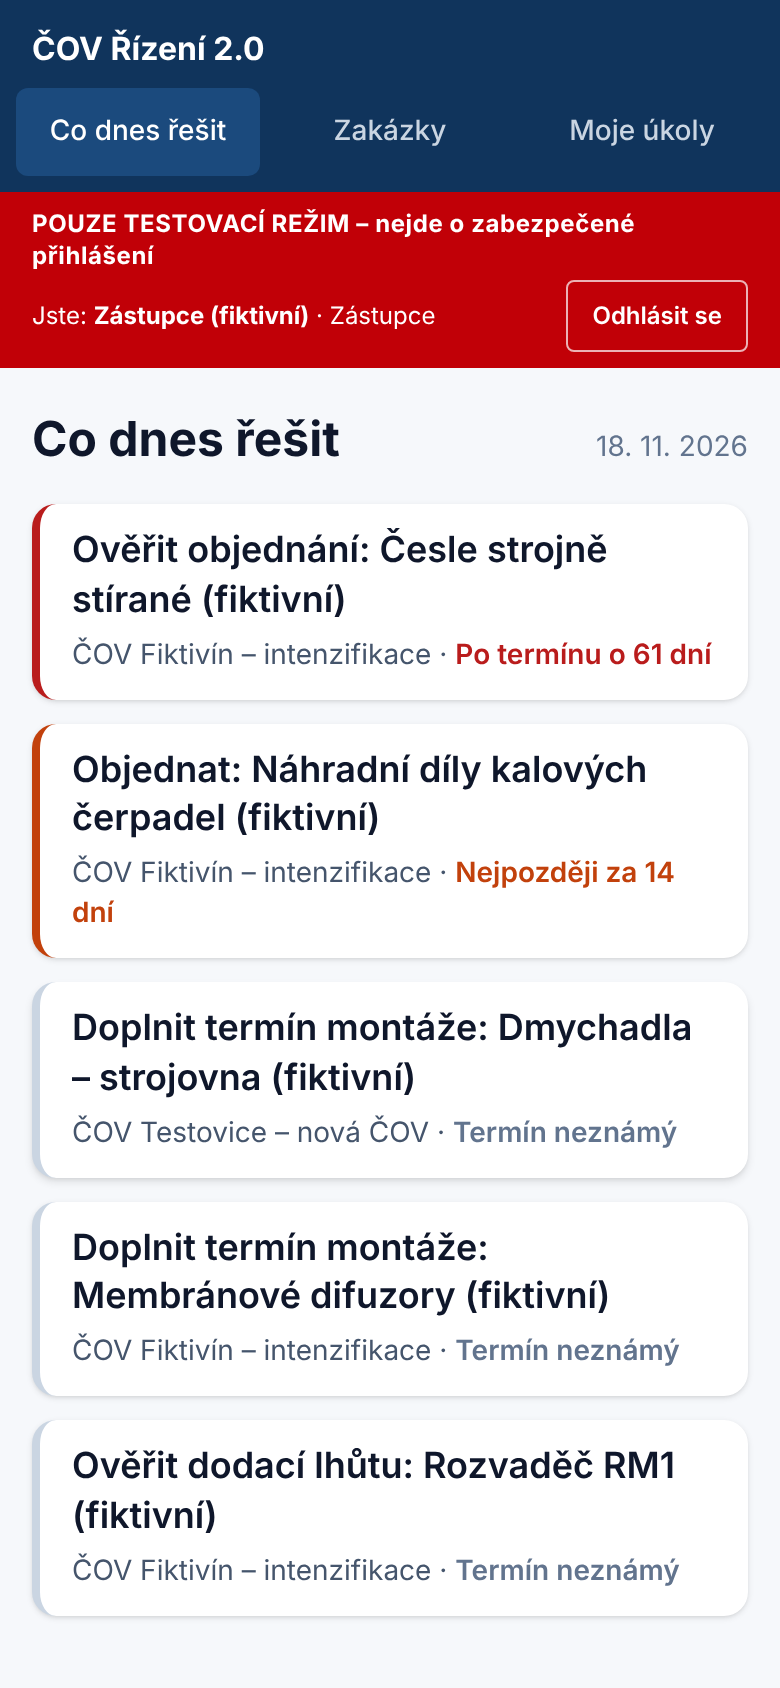 ČOV Řízení 2.0
Co dnes řešit
Zakázky
Moje úkoly
POUZE TESTOVACÍ REŽIM – nejde o zabezpečené
přihlášení
Jste: Zástupce (fiktivní) · Zástupce
Odhlásit se
Co dnes řešit
18. 11. 2026
Ověřit objednání: Česle strojně
stírané (fiktivní)
ČOV Fiktivín – intenzifikace · Po termínu o 61 dní
Objednat: Náhradní díly kalových
čerpadel (fiktivní)
ČOV Fiktivín – intenzifikace · Nejpozději za 14
dní
Doplnit termín montáže: Dmychadla
– strojovna (fiktivní)
ČOV Testovice – nová ČOV · Termín neznámý
Doplnit termín montáže:
Membránové difuzory (fiktivní)
ČOV Fiktivín – intenzifikace · Termín neznámý
Ověřit dodací lhůtu: Rozvaděč RM1
(fiktivní)
ČOV Fiktivín – intenzifikace · Termín neznámý